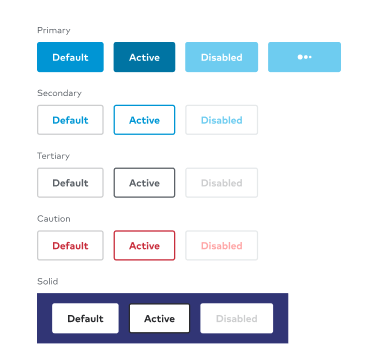 Primary
Default Active Disabled
Secondary
Default Active Disabled
Tertiary
Default Active Disabled
Caution
Default Active Disabled
Solid
Default Active Disabled